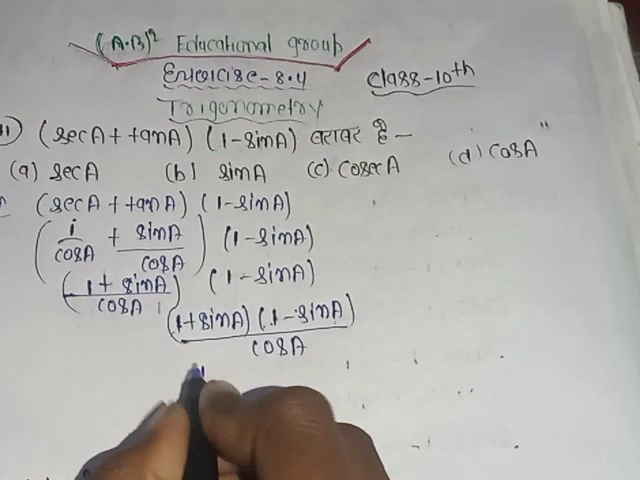 (A.B)² Educational group
Exercise-8.4 Class-10th
Trigonometry
(secA + tanA) (1-sinA) बराबर है -
(a) secA (b) sinA (c) cosecA (d) cosA
(secA + tanA) (1-sinA)
(1/cosA + sinA/cosA) (1-sinA)
(1 + sinA/cosA) (1-sinA)
(1+sinA) (1-sinA)
cosA